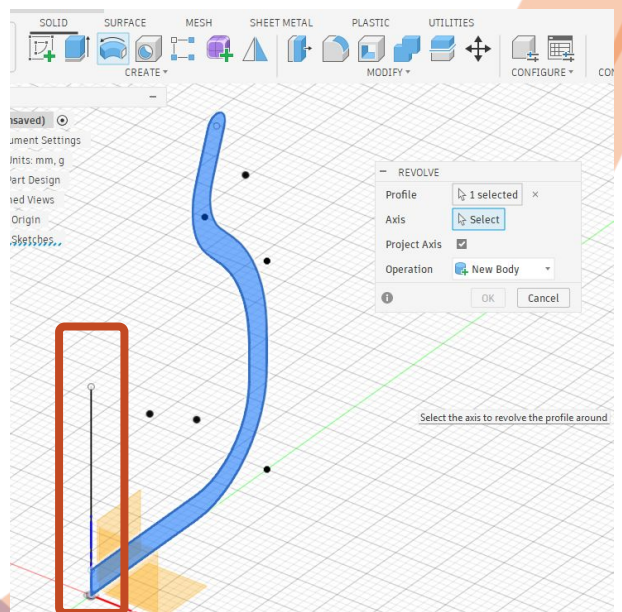 SOLID SURFACE MESH SHEET METAL PLASTIC UTILITIES
CREATE MODIFY CONFIGURE CON
nsaved)
ument Settings
Units: mm, g
Part Design
ned Views
Origin
Sketches
REVOLVE
Profile 1 selected ×
Axis Select
Project Axis
Operation New Body
OK Cancel
Select the axis to revolve the profile around